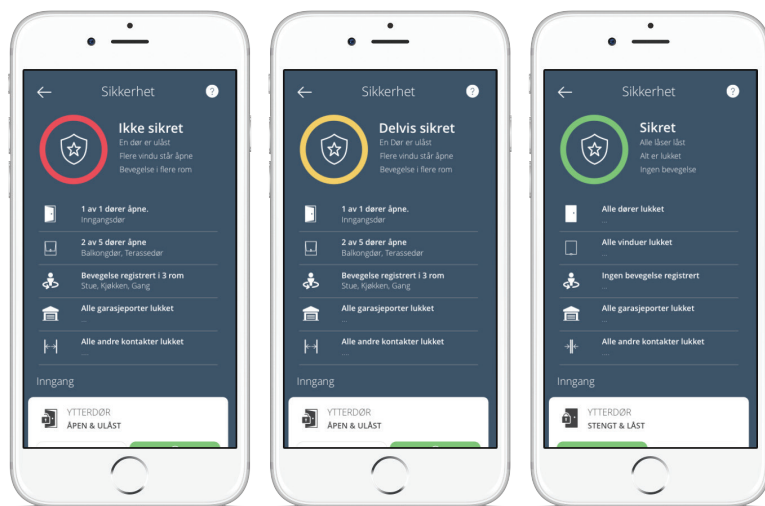 Sikkerhet
?
Ikke sikret
En dør er ulåst
Flere vindu står åpne
Bevegelse i flere rom
1 av 1 dører åpne.
Inngangsdør
2 av 5 dører åpne
Balkongdør, Terassedør
Bevegelse registrert i 3 rom
Stue, Kjøkken, Gang
Alle garasjeporter lukket
...
Alle andre kontakter lukket
....
Inngang
YTTERDØR
ÅPEN & ULÅST
Sikkerhet
?
Delvis sikret
En Dør er ulåst
Flere vindu står åpne
Bevegelse i flere rom
1 av 1 dører åpne.
Inngangsdør
2 av 5 dører åpne
Balkongdør, Terassedør
Bevegelse registrert i 3 rom
Stue, Kjøkken, Gang
Alle garasjeporter lukket
...
Alle andre kontakter lukket
....
Inngang
YTTERDØR
ÅPEN & ULÅST
Sikkerhet
?
Sikret
Alle låser låst
Alt er lukket
Ingen bevegelse
Alle dører lukket
...
Alle vinduer lukket
...
Ingen bevegelse registrert
...
Alle garasjeporter lukket
...
Alle andre kontakter lukket
....
Inngang
YTTERDØR
STENGT & LÅST